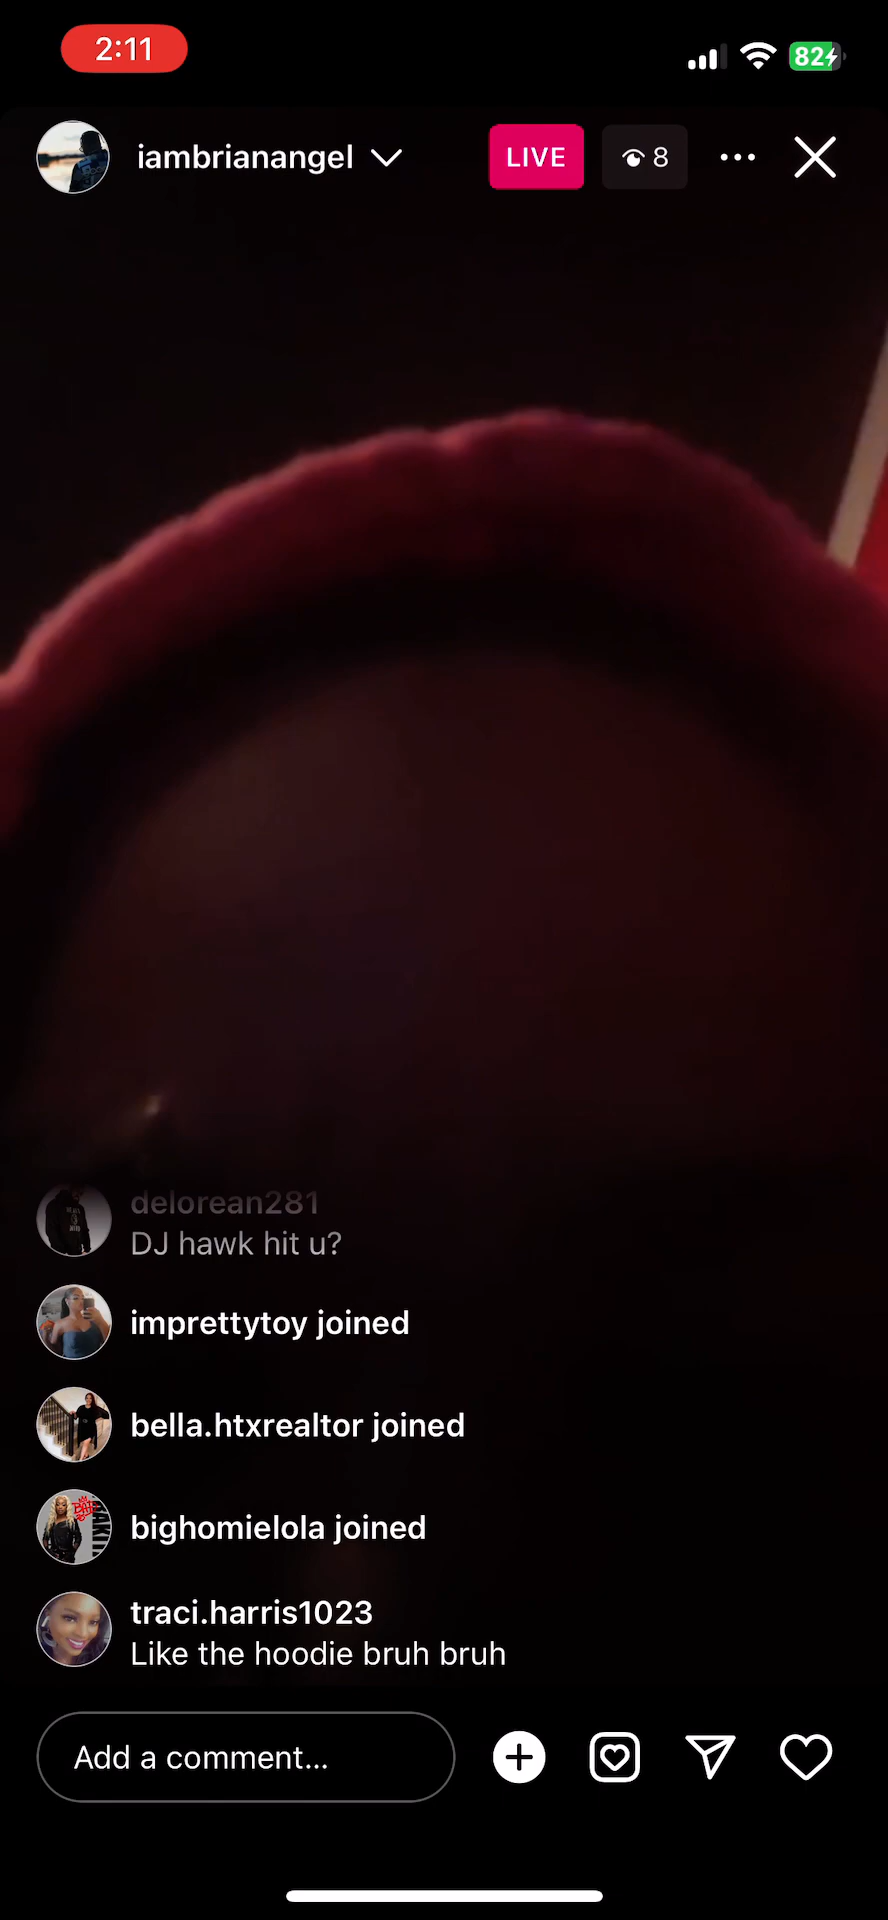 2:11
82
iambrianangel
LIVE
8
delorean281
DJ hawk hit u?
imprettytoy joined
bella.htxrealtor joined
bighomielola joined
traci.harris1023
Like the hoodie bruh bruh
Add a comment...